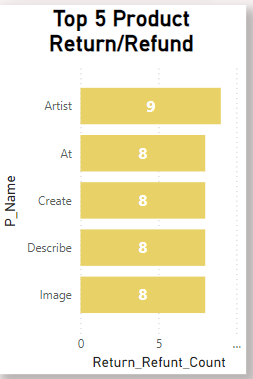 Top 5 Product
Return/Refund
P_Name
Artist 9
At 8
Create 8
Describe 8
Image 8
0 5 ...
Return_Refunt_Count